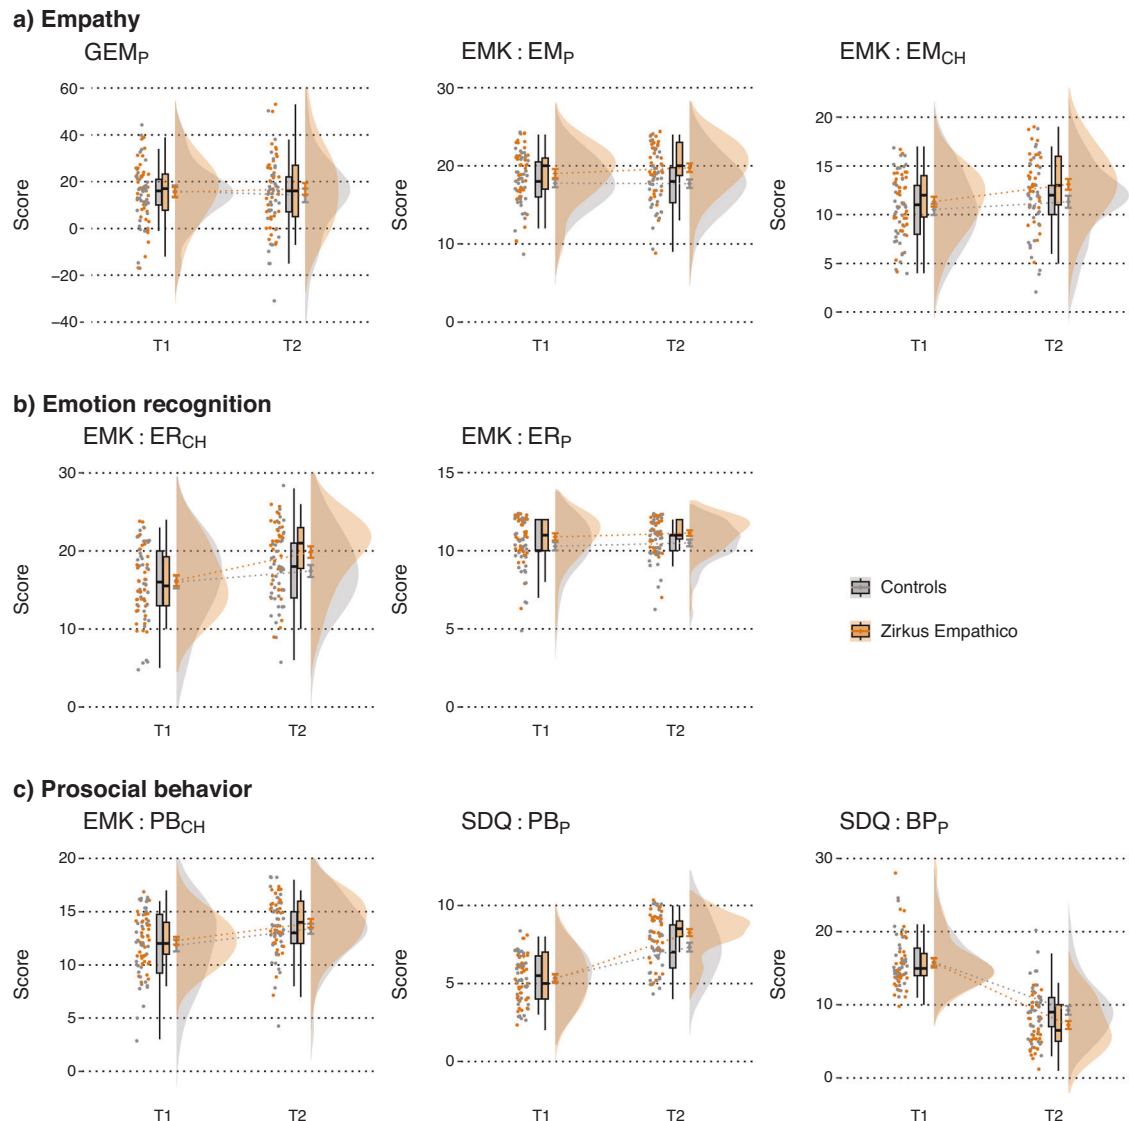 a) Empathy
GEMP
EMK : EMP
EMK : EMCH
Score
60
40
20
0
−20
−40
T1
T2
Score
30
20
10
0
T1
T2
Score
20
15
10
5
0
T1
T2
b) Emotion recognition
EMK : ERCH
EMK : ERP
Score
30
20
10
0
T1
T2
Score
15
10
5
0
T1
T2
Controls
Zirkus Empathico
c) Prosocial behavior
EMK : PBCH
SDQ : PBP
SDQ : BPP
Score
20
15
10
5
0
T1
T2
Score
10
5
0
T1
T2
Score
30
20
10
0
T1
T2